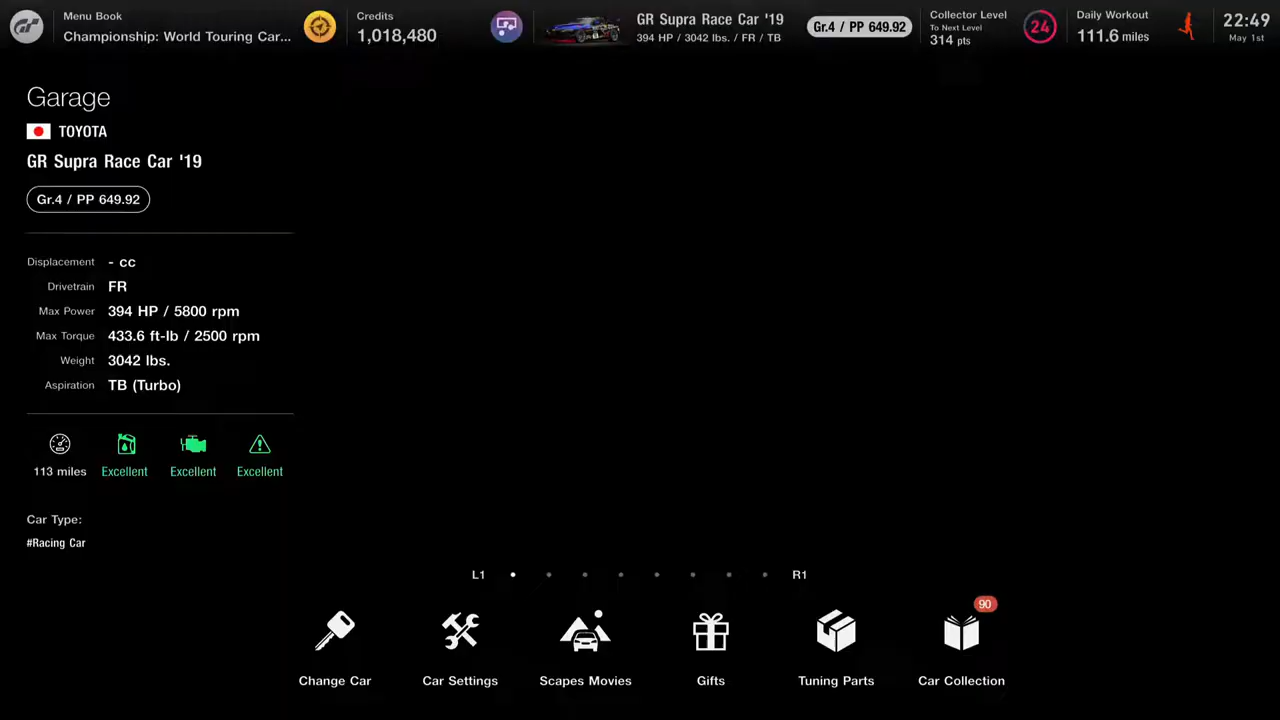 Menu Book
Championship: World Touring Car...
Credits
1,018,480
GR Supra Race Car '19
394 HP / 3042 lbs. / FR / TB
Gr.4 / PP 649.92
Collector Level
To Next Level
314 pts
24
Daily Workout
111.6 miles
22:49
May 1st
Garage
TOYOTA
GR Supra Race Car '19
Gr.4 / PP 649.92
Displacement - cc
Drivetrain FR
Max Power 394 HP / 5800 rpm
Max Torque 433.6 ft-lb / 2500 rpm
Weight 3042 lbs.
Aspiration TB (Turbo)
113 miles Excellent Excellent Excellent
Car Type:
#Racing Car
L1 R1
90
Change Car Car Settings Scapes Movies Gifts Tuning Parts Car Collection